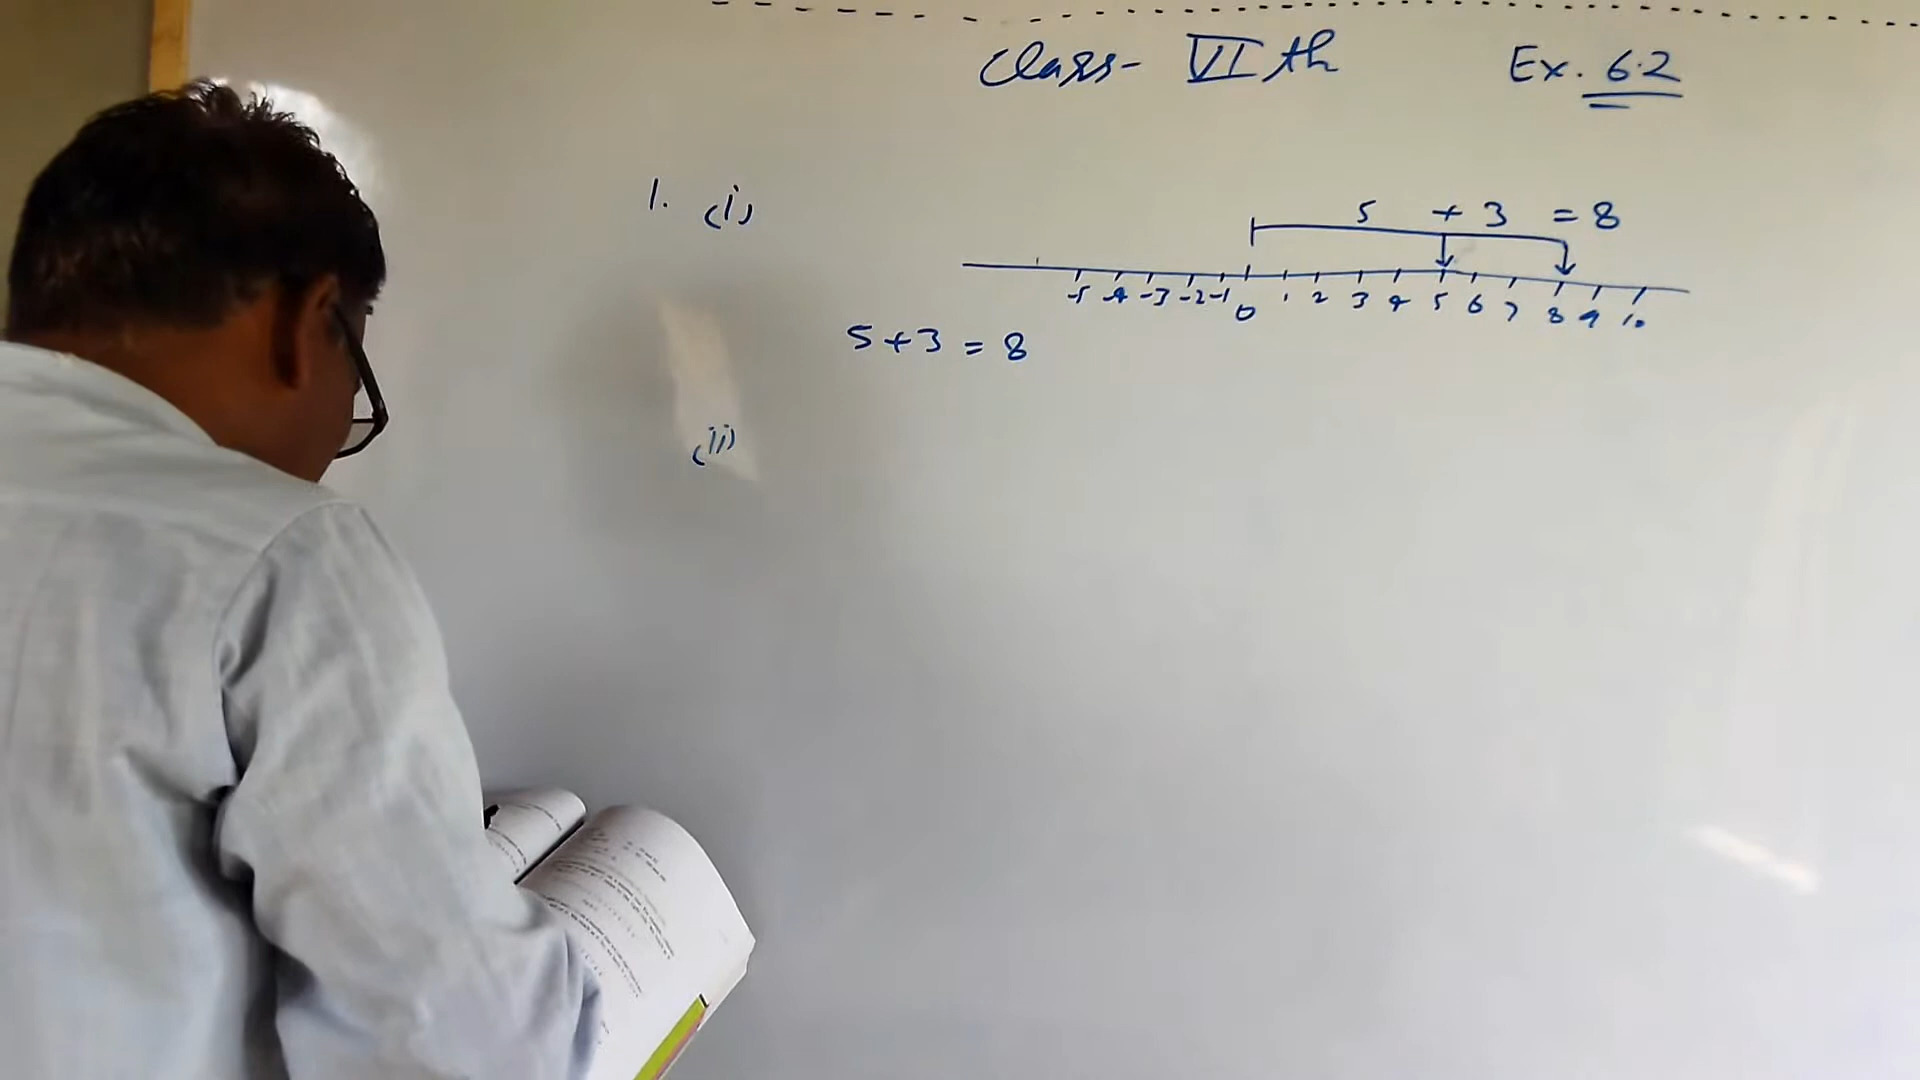 Class- VI th Ex. 6.2
1. (i)
5 + 3 = 8
-5 -4 -3 -2 -1 0 1 2 3 4 5 6 7 8 9 10
5+3 = 8
(ii)